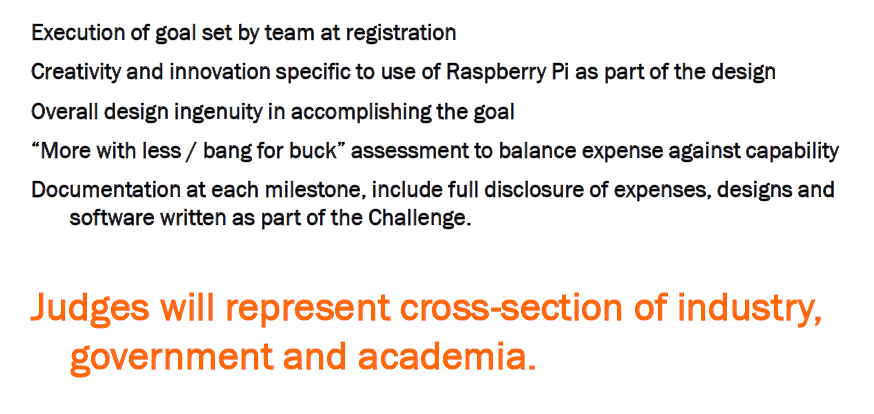 Execution of goal set by team at registration
Creativity and innovation specific to use of Raspberry Pi as part of the design
Overall design ingenuity in accomplishing the goal
“More with less / bang for buck” assessment to balance expense against capability
Documentation at each milestone, include full disclosure of expenses, designs and
software written as part of the Challenge.
Judges will represent cross-section of industry,
government and academia.